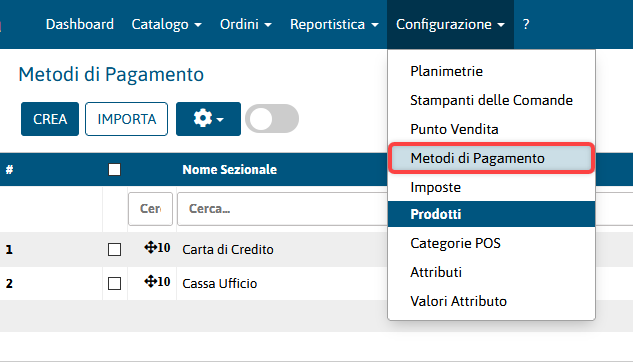 Dashboard Catalogo Ordini Reportistica Configurazione ?
Metodi di Pagamento
CREA IMPORTA
# Nome Sezionale
Cerc Cerca...
1 10 Carta di Credito
2 10 Cassa Ufficio
Planimetrie
Stampanti delle Comande
Punto Vendita
Metodi di Pagamento
Imposte
Prodotti
Categorie POS
Attributi
Valori Attributo